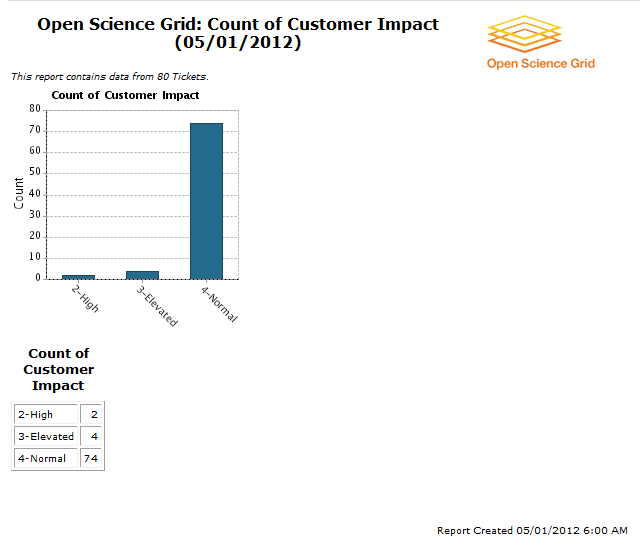 Open Science Grid: Count of Customer Impact
(05/01/2012)
Open Science Grid
This report contains data from 80 Tickets.
Count of Customer Impact
80
70
60
50
40
30
20
10
0
Count
2-High
3-Elevated
4-Normal
Count of
Customer
Impact
2-High 2
3-Elevated 4
4-Normal 74
Report Created 05/01/2012 6:00 AM